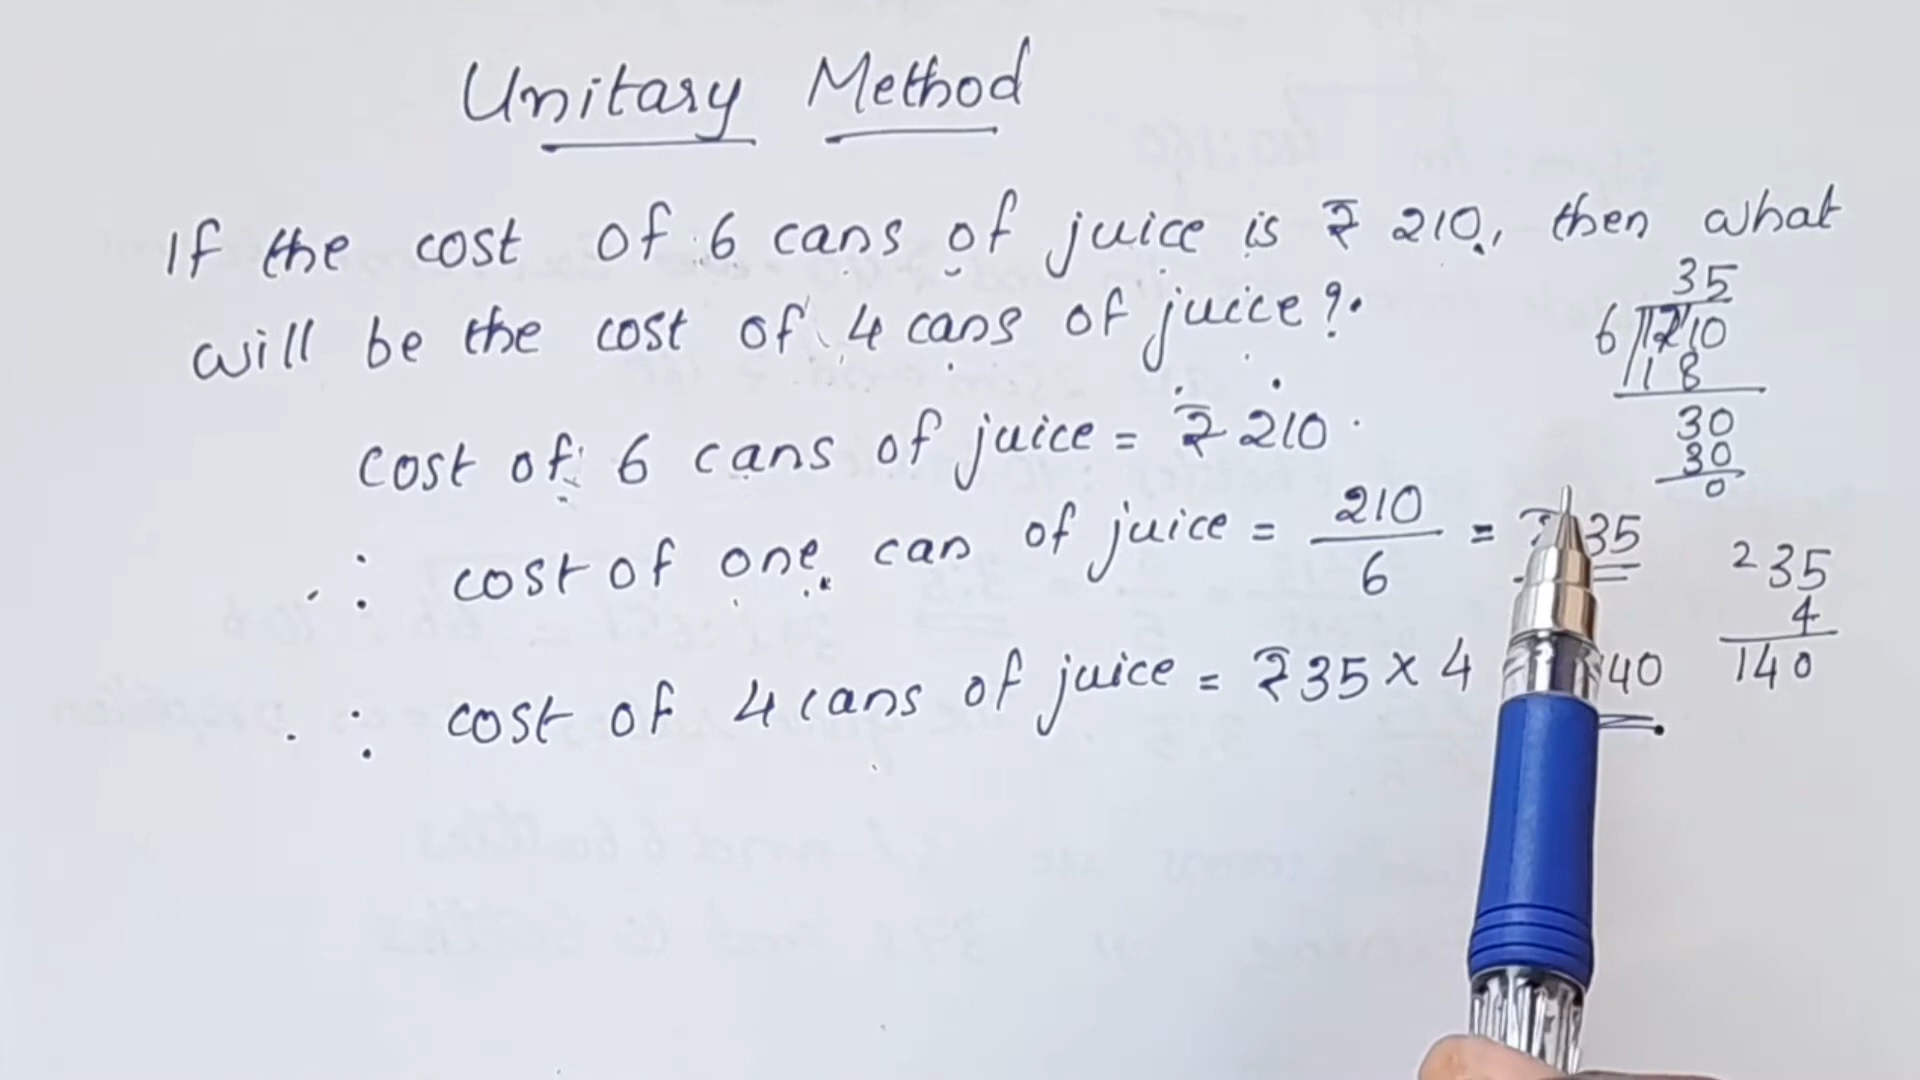 Unitary Method
If the cost of 6 cans of juice is ₹ 210, then what
will be the cost of 4 cans of juice?
cost of 6 cans of juice = ₹ 210
∴ cost of one can of juice = 210/6 = ₹ 35
∴ cost of 4 cans of juice = ₹ 35 × 4 40
35
6 210
18
30
30
0
2 35
4
140